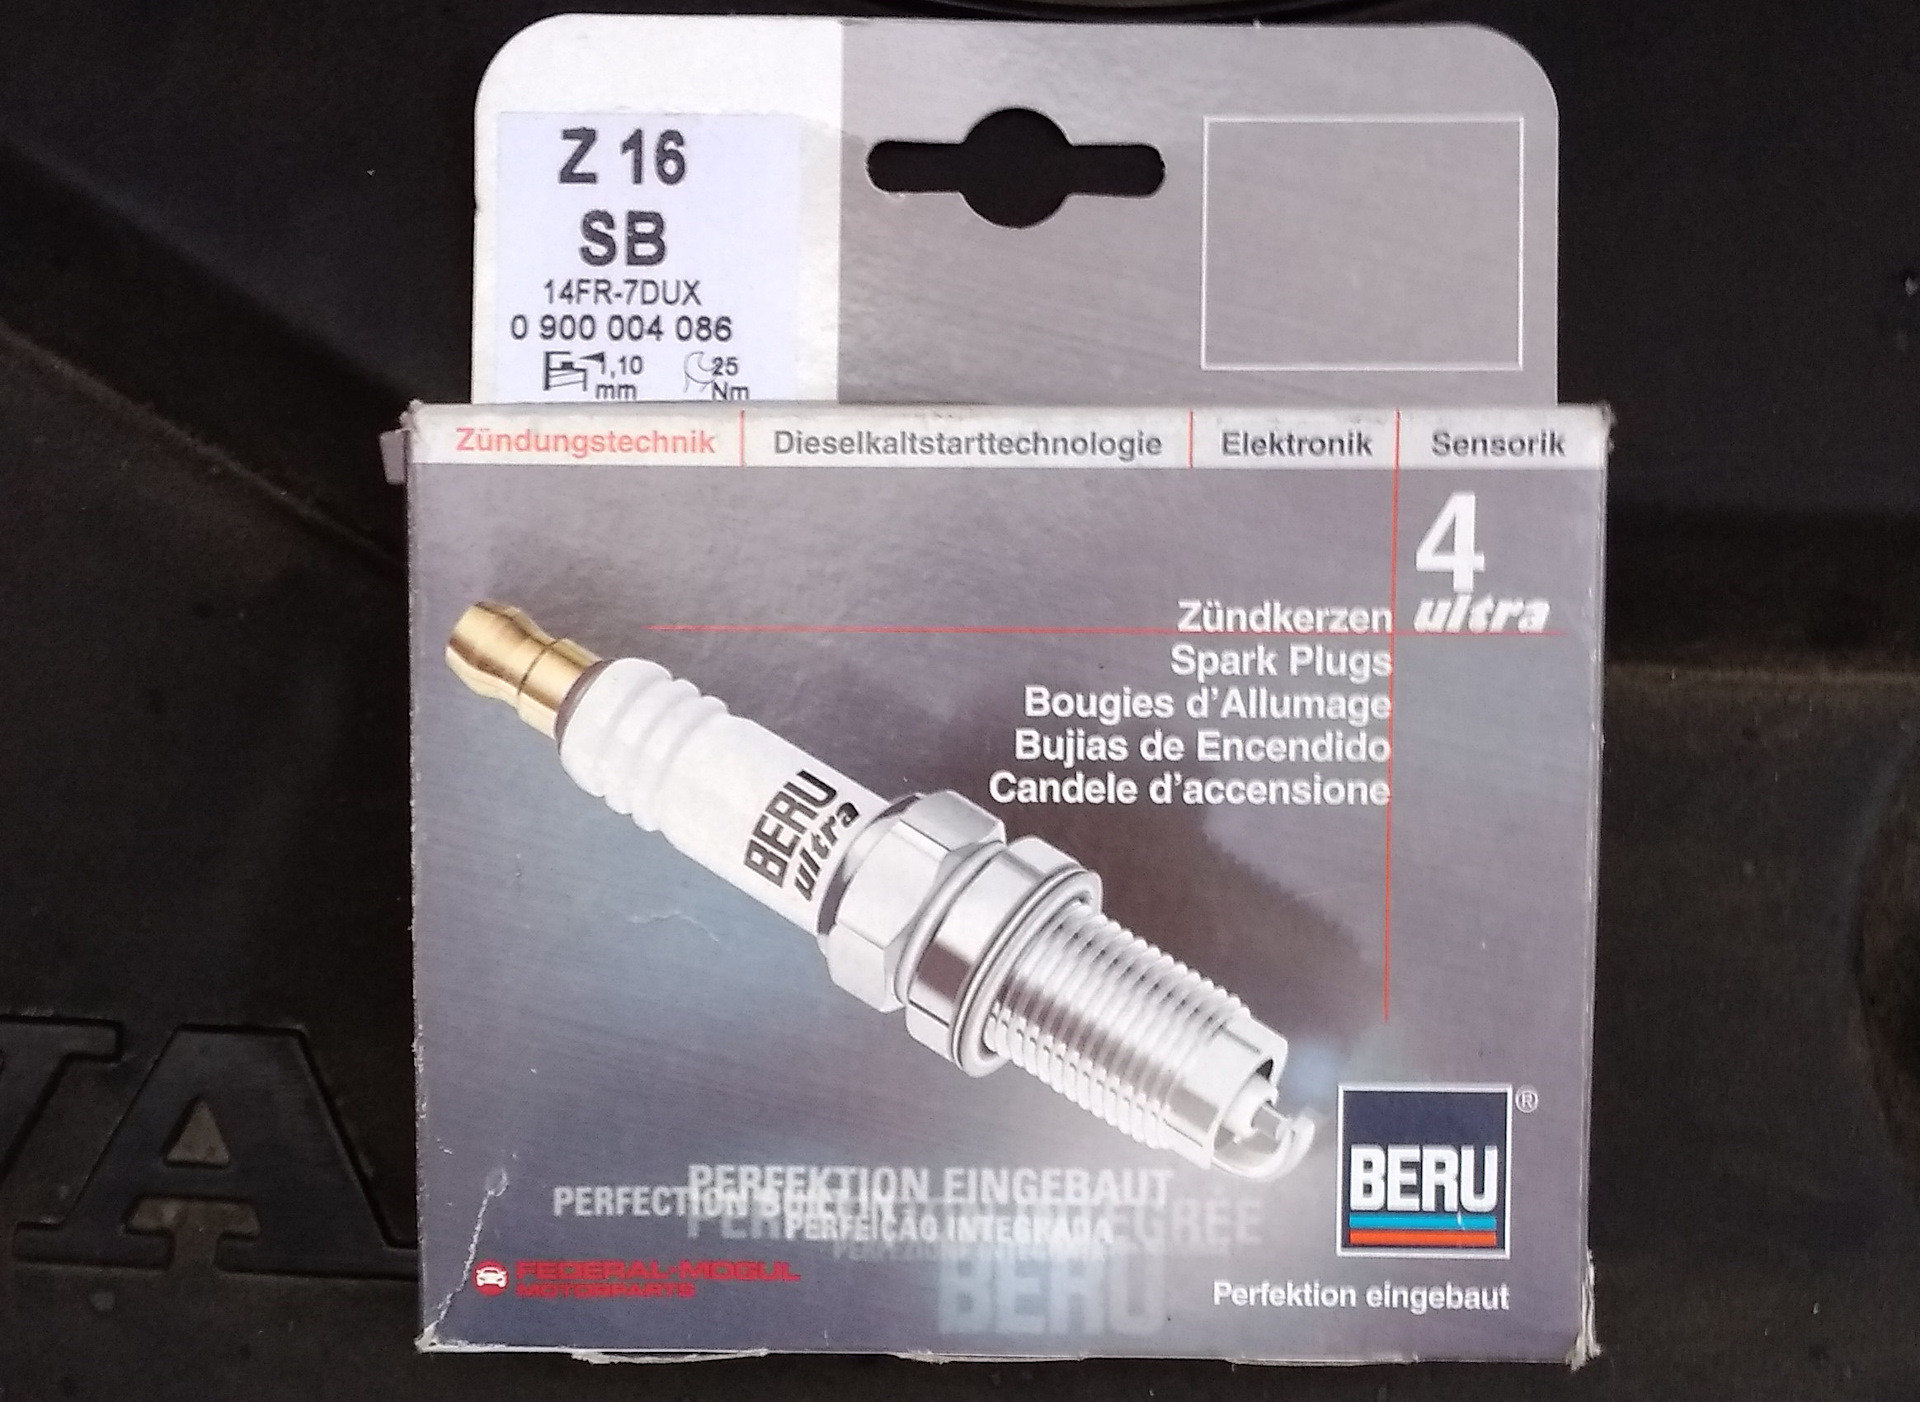 Z 16
SB
14FR-7DUX
0 900 004 086
1,10 mm
25 Nm
Zündungstechnik
Dieselkaltstarttechnologie
Elektronik
Sensorik
4
ultra
Zündkerzen
Spark Plugs
Bougies d'Allumage
Bujias de Encendido
Candele d'accensione
BERU
ultra
PERFEKTION EINGEBAUT
PERFECTION BUILT IN
PERFEIÇÃO INTEGRADA
BERU
FEDERAL-MOGUL
MOTORPARTS
BERU
®
Perfektion eingebaut